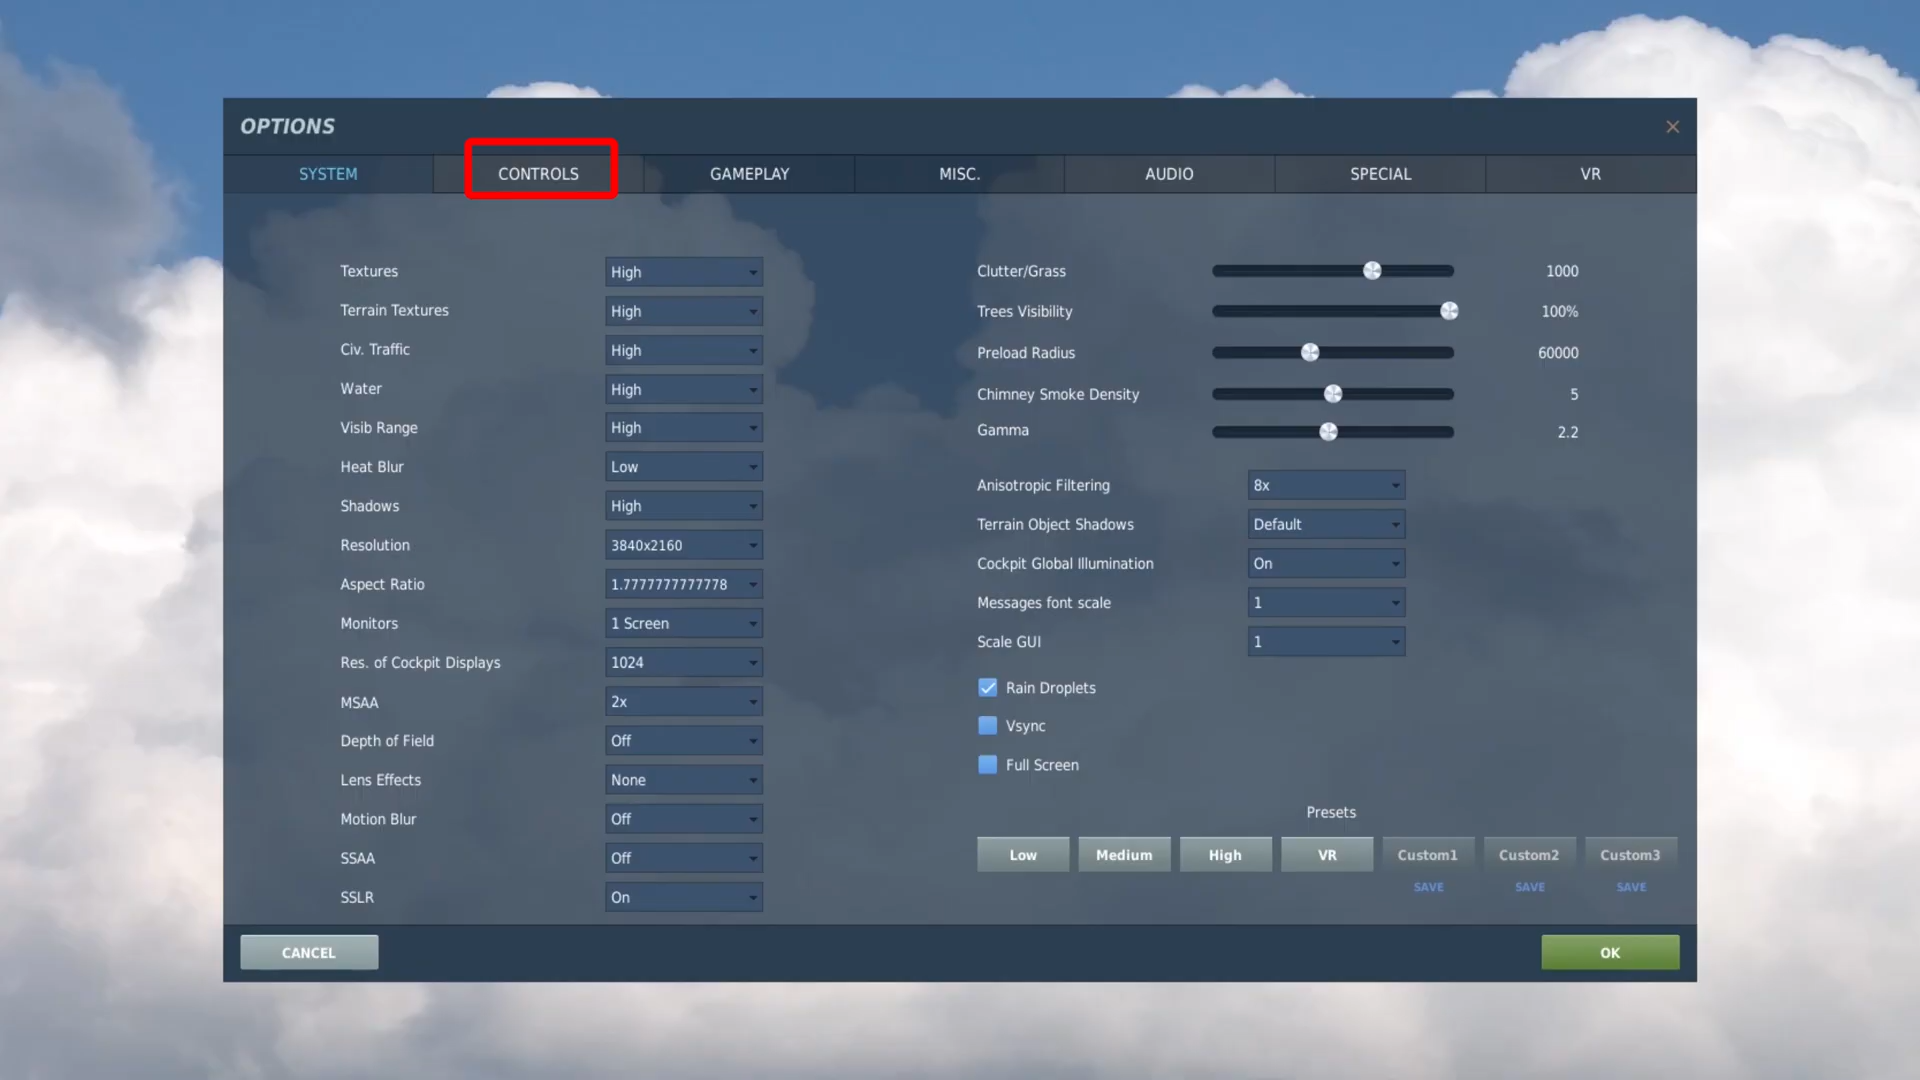 OPTIONS
SYSTEM CONTROLS GAMEPLAY MISC. AUDIO SPECIAL VR
Textures High
Terrain Textures High
Civ. Traffic High
Water High
Visib Range High
Heat Blur Low
Shadows High
Resolution 3840x2160
Aspect Ratio 1.7777777777778
Monitors 1 Screen
Res. of Cockpit Displays 1024
MSAA 2x
Depth of Field Off
Lens Effects None
Motion Blur Off
SSAA Off
SSLR On
Clutter/Grass 1000
Trees Visibility 100%
Preload Radius 60000
Chimney Smoke Density 5
Gamma 2.2
Anisotropic Filtering 8x
Terrain Object Shadows Default
Cockpit Global Illumination On
Messages font scale 1
Scale GUI 1
Rain Droplets
Vsync
Full Screen
Presets
Low Medium High VR Custom1 Custom2 Custom3
SAVE SAVE SAVE
CANCEL OK